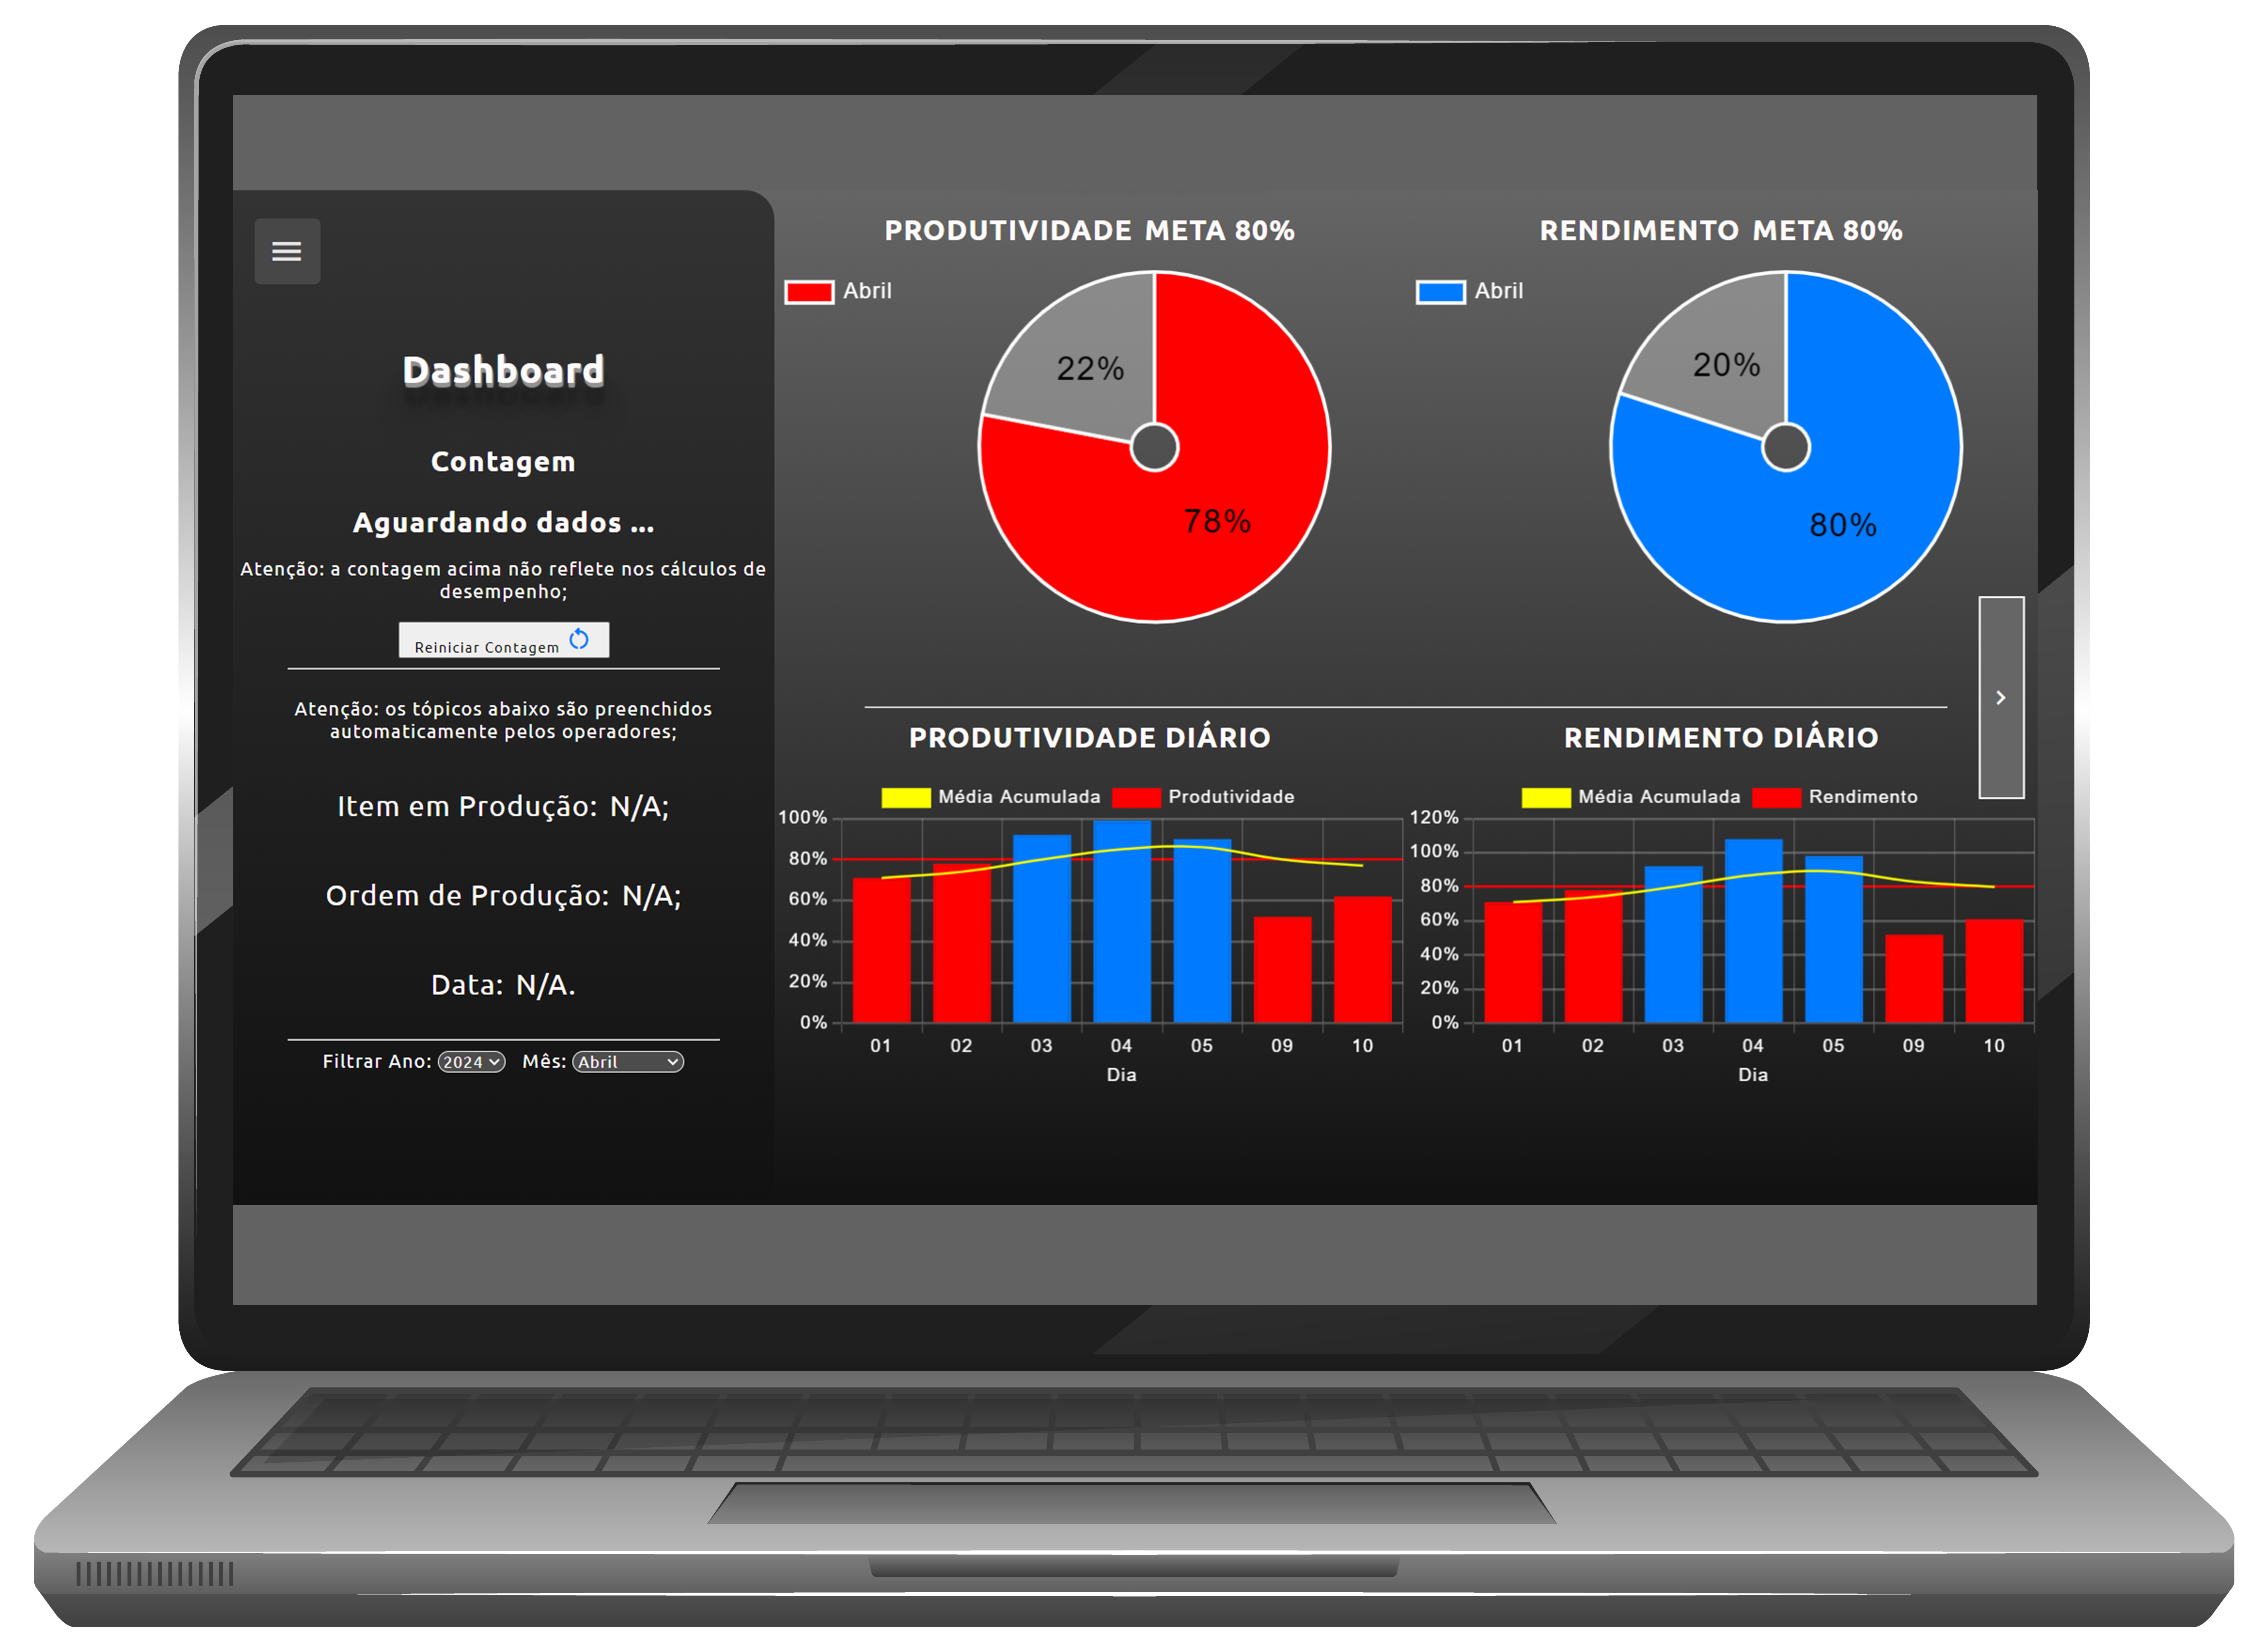 Dashboard
Contagem
Aguardando dados ...
Atenção: a contagem acima não reflete nos cálculos de
desempenho;
Reiniciar Contagem
Atenção: os tópicos abaixo são preenchidos
automaticamente pelos operadores;
Item em Produção: N/A;
Ordem de Produção: N/A;
Data: N/A.
Filtrar Ano: 2024 Mês: Abril
PRODUTIVIDADE META 80%
Abril
22%
78%
RENDIMENTO META 80%
Abril
20%
80%
PRODUTIVIDADE DIÁRIO
Média Acumulada Produtividade
100%
80%
60%
40%
20%
0%
01 02 03 04 05 09 10
Dia
RENDIMENTO DIÁRIO
Média Acumulada Rendimento
120%
100%
80%
60%
40%
20%
0%
01 02 03 04 05 09 10
Dia